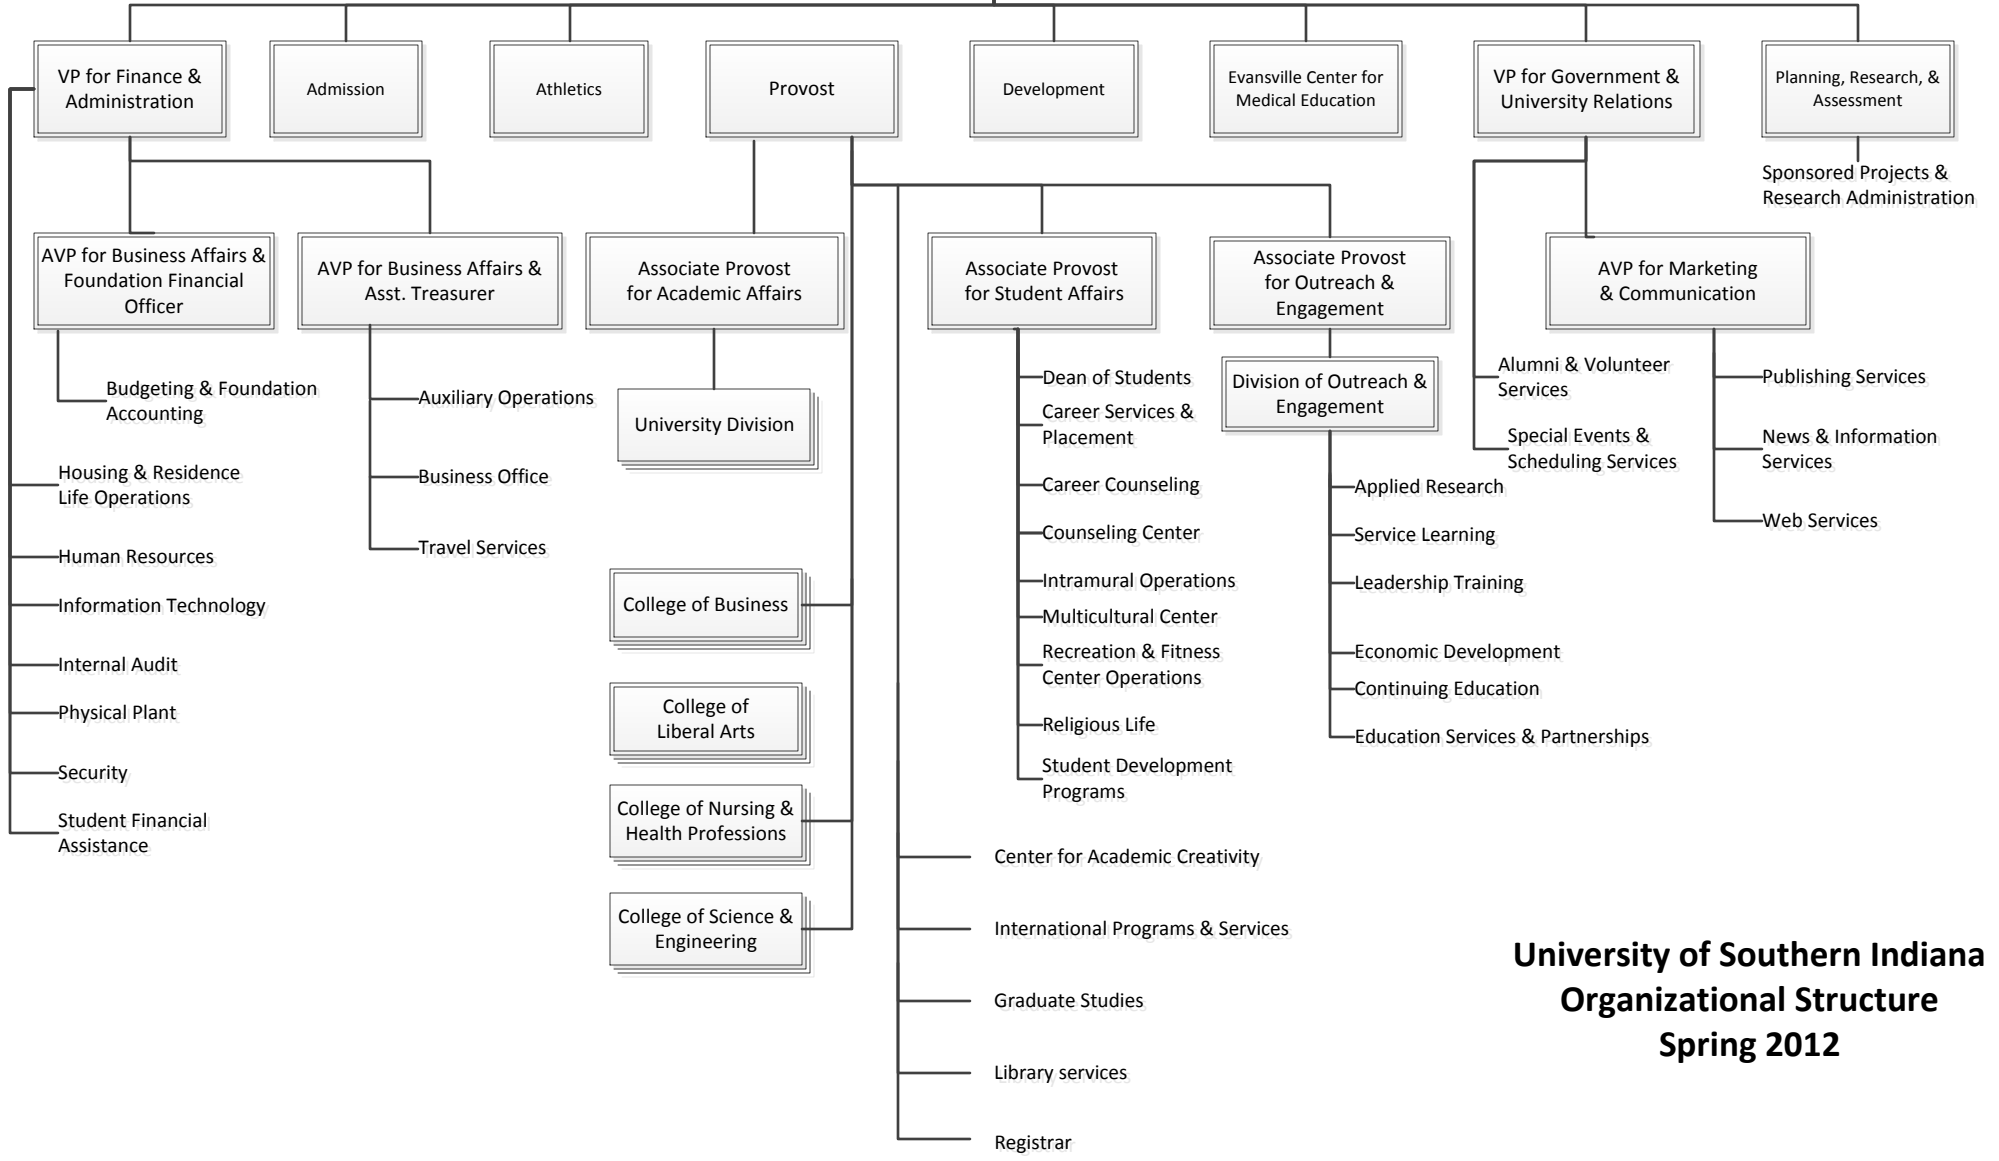 VP for Finance &
Administration
Admission
Athletics
Provost
Development
Evansville Center for
Medical Education
VP for Government &
University Relations
Planning, Research, &
Assessment
Sponsored Projects &
Research Administration
AVP for Business Affairs &
Foundation Financial
Officer
AVP for Business Affairs &
Asst. Treasurer
Associate Provost
for Academic Affairs
Associate Provost
for Student Affairs
Associate Provost
for Outreach &
Engagement
AVP for Marketing
& Communication
Budgeting & Foundation
Accounting
Housing & Residence
Life Operations
Human Resources
Information Technology
Internal Audit
Physical Plant
Security
Student Financial
Assistance
Auxiliary Operations
Business Office
Travel Services
University Division
College of Business
College of
Liberal Arts
College of Nursing &
Health Professions
College of Science &
Engineering
Dean of Students
Career Services &
Placement
Career Counseling
Counseling Center
Intramural Operations
Multicultural Center
Recreation & Fitness
Center Operations
Religious Life
Student Development
Programs
Center for Academic Creativity
International Programs & Services
Graduate Studies
Library services
Registrar
Division of Outreach &
Engagement
Applied Research
Service Learning
Leadership Training
Economic Development
Continuing Education
Education Services & Partnerships
Alumni & Volunteer
Services
Special Events &
Scheduling Services
Publishing Services
News & Information
Services
Web Services
University of Southern Indiana
Organizational Structure
Spring 2012